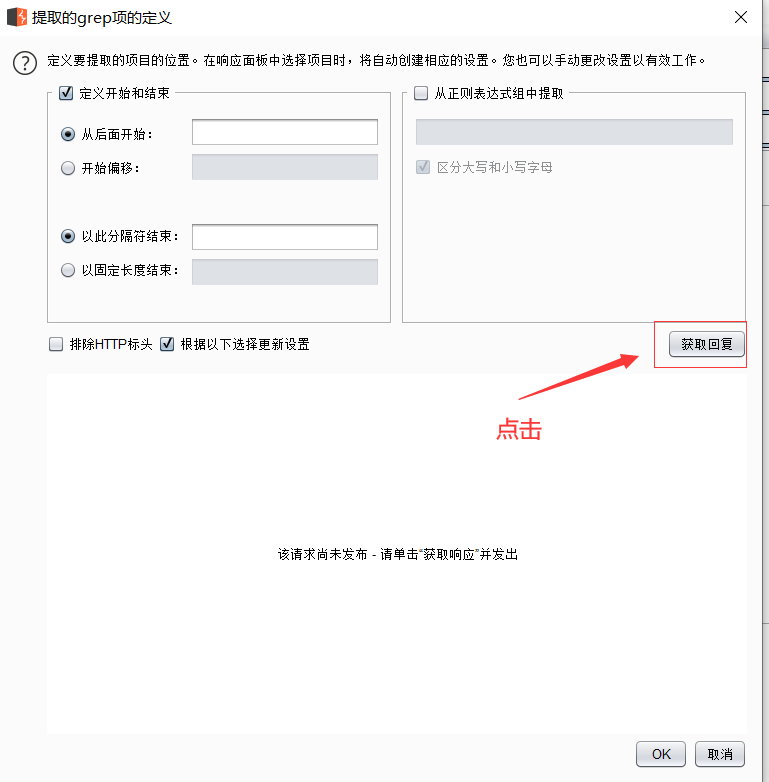 提取的grep项的定义
定义要提取的项目的位置。在响应面板中选择项目时，将自动创建相应的设置。您也可以手动更改设置以有效工作。
定义开始和结束
从后面开始：
开始偏移：
以此分隔符结束：
以固定长度结束：
从正则表达式组中提取
区分大写和小写字母
排除HTTP标头 根据以下选择更新设置
获取回复
点击
该请求尚未发布 - 请单击“获取响应”并发出
OK 取消